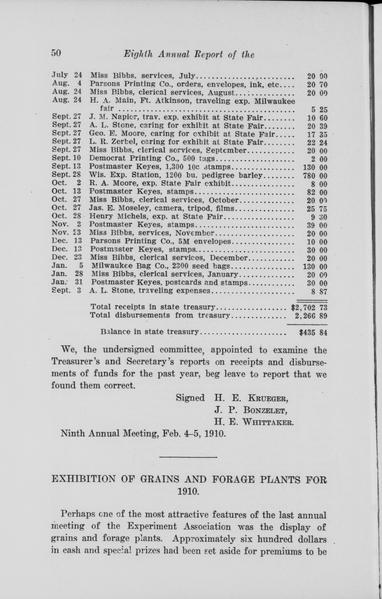 50 Eighth Annual Report of the
July 24 Miss Bibbs, services, July........................ 20 00
Aug. 4 Parsons Printing Co., orders, envelopes, ink, etc.... 20 70
Aug. 24 Miss Bibbs, clerical services, August............... 20 00
Aug. 24 H. A. Main, Ft. Atkinson, traveling exp. Milwaukee
fair ............................................ 5 25
Sept. 27 J. M. Napier, trav. exp. exhibit at State Fair....... 10 60
Sept. 27 A. L. Stone, caring for exhibit at State Fair........ 20 39
Sept. 27 Geo. E. Moore, caring for exhibit at State Fair...... 17 35
Sept. 27 L. R. Zerbel, caring for exhibit at State Fair....... 22 24
Sept. 27 Miss Bibbs, clerical services, September............ 20 00
Sept. 10 Democrat Printing Co., 500 tags..................... 2 00
Sept. 13 Postmaster Keyes, 1,300 10c stamps................. 130 00
Sept. 28 Wis. Exp. Station, 1200 bu. pedigree barley........ 780 00
Oct. 2 R. A. Moore, exp. State Fair exhibit................ 8 00
Oct. 13 Postmaster Keyes, stamps........................... 82 00
Oct. 27 Miss Bibbs, clerical services, October.............. 20 00
Oct. 27 Jas. E. Moseley, camera, tripod, films.............. 25 75
Oct. 28 Henry Michels, exp. at State Fair................... 9 30
Nov. 2 Postmaster Keyes, stamps........................... 39 00
Nov. 23 Miss Bibbs, services, November..................... 20 00
Dec. 13 Parsons Printing Co., 5M envelopes.................. 10 00
Dec. 13 Postmaster Keyes, stamps........................... 30 00
Dec. 23 Miss Bibbs, clerical services, December............. 20 00
Jan. 5 Milwaukee Bag Co., 2300 seed bags.................. 130 00
Jan. 28 Miss Bibbs, clerical services, January.............. 20 00
Jan. 31 Postmaster Keyes, postcards and stamps............. 30 00
Sept. 3 A. L. Stone, traveling expenses..................... 8 87
Total receipts in state treasury.................... $2,702 73
Total disbursements from treasury................... 2,266 89
Balance in state treasury....................... $435 84
We, the undersigned committee, appointed to examine the
Treasurer's and Secretary's reports on receipts and disburse-
ments of funds for the past year, beg leave to report that we
found them correct.
Signed H. E. Krueger,
J. P. Bonzelet,
H. E. Whittaker.
Ninth Annual Meeting, Feb. 4–5, 1910.
EXHIBITION OF GRAINS AND FORAGE PLANTS FOR
1910.
Perhaps one of the most attractive features of the last annual
meeting of the Experiment Association was the display of
grains and forage plants. Approximately six hundred dollars
in cash and special prizes had been set aside for premiums to be